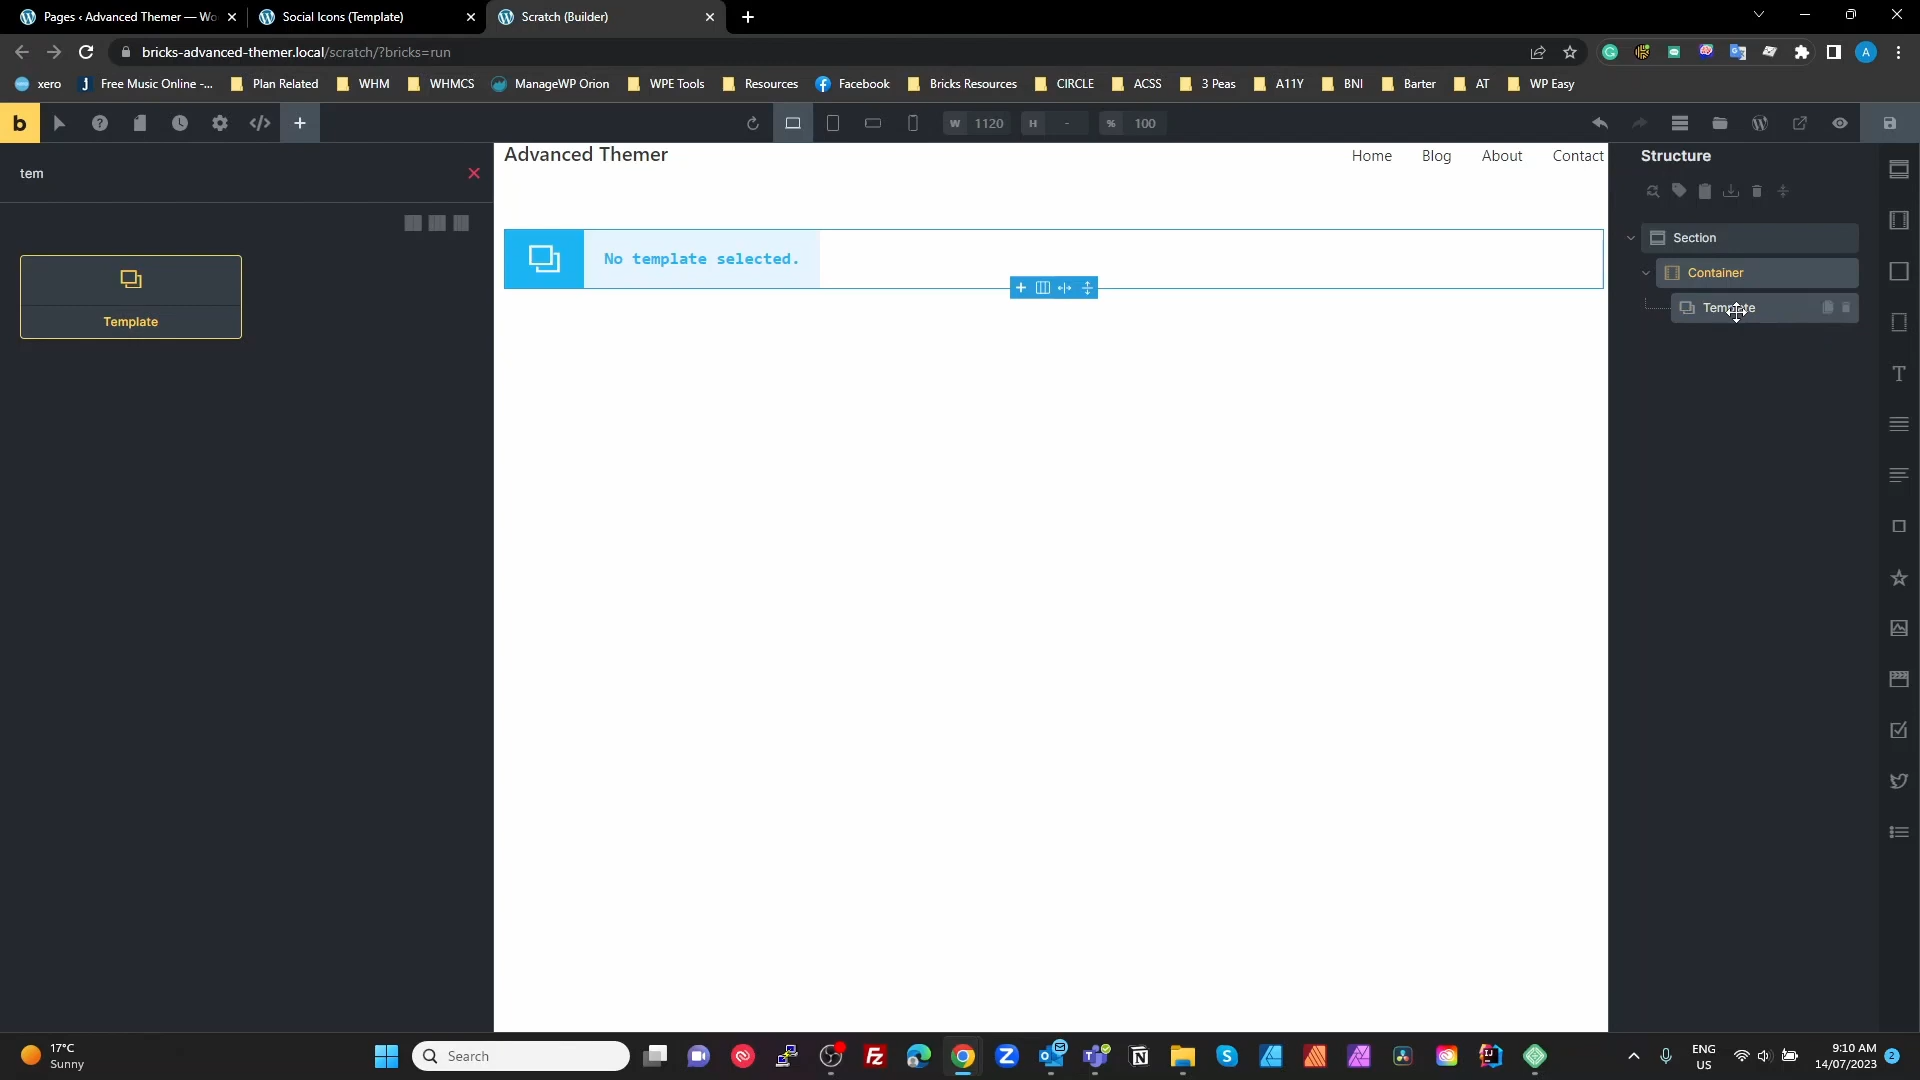 Pages ‹ Advanced Themer — Wo
Social Icons (Template)
Scratch (Builder)
bricks-advanced-themer.local/scratch/?bricks=run
A
xero
Free Music Online -...
Plan Related
WHM
WHMCS
ManageWP Orion
WPE Tools
Resources
Facebook
Bricks Resources
CIRCLE
ACSS
3 Peas
A11Y
BNI
Barter
AT
WP Easy
b
W 1120
H -
% 100
tem
Template
Advanced Themer
Home
Blog
About
Contact
No template selected.
Structure
Section
Container
Template
17°C
Sunny
Search
ENG
US
9:10 AM
14/07/2023
2